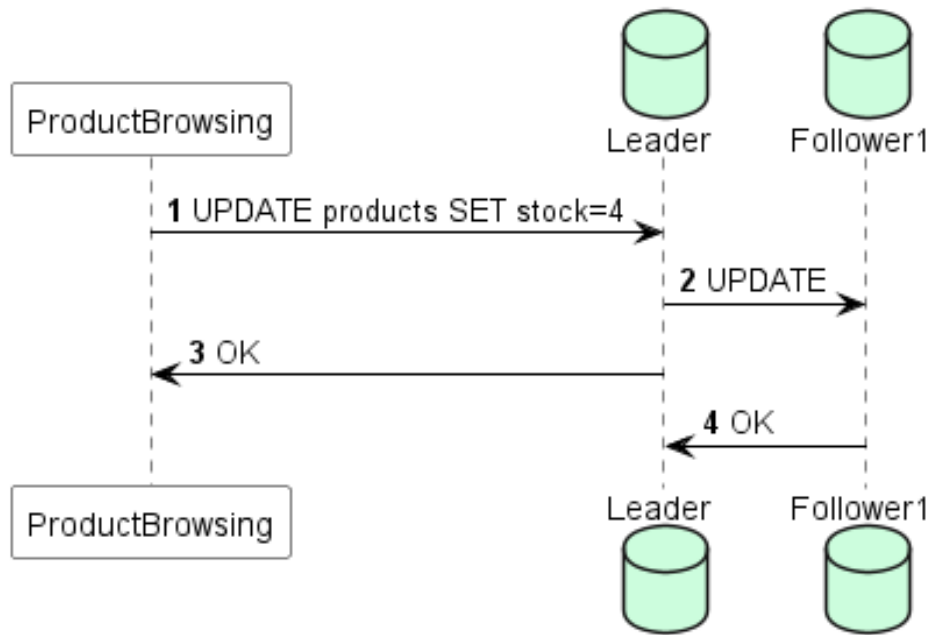 Leader Follower1
ProductBrowsing
1 UPDATE products SET stock=4
2 UPDATE
3 OK
4 OK
Leader Follower1
ProductBrowsing